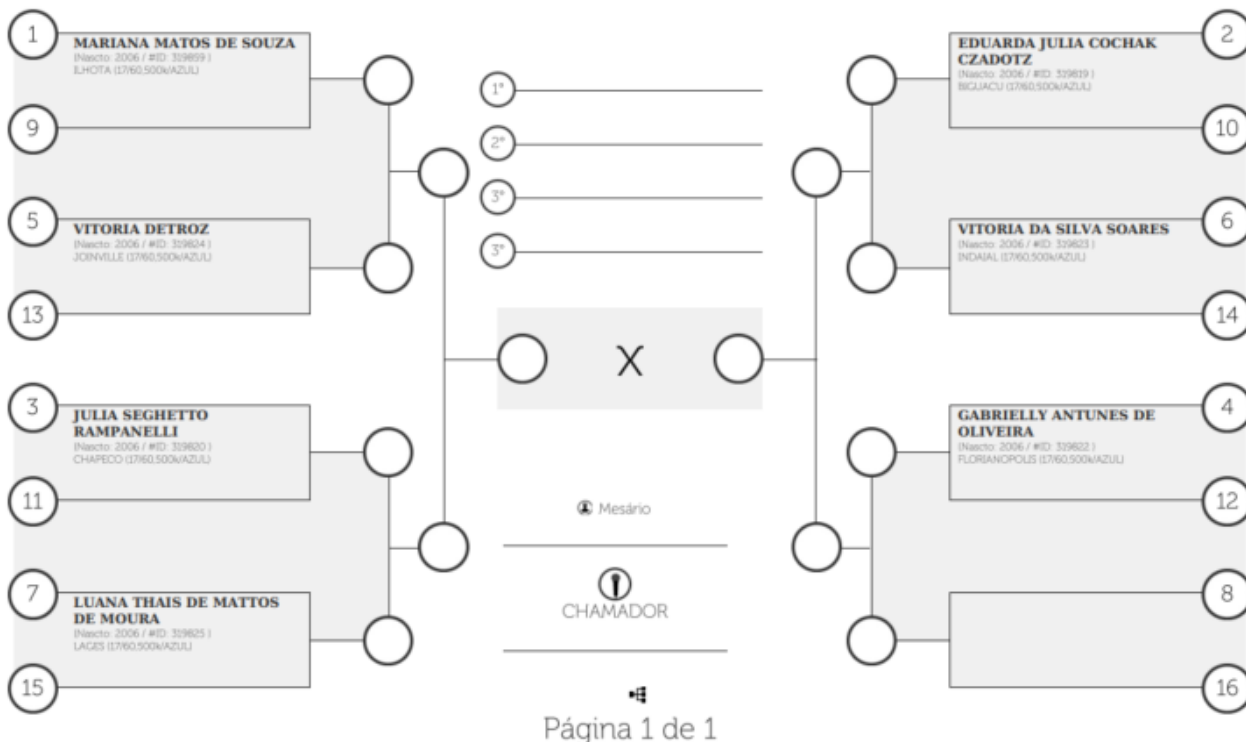 1
MARIANA MATOS DE SOUZA
(Nascto: 2006 / #ID: 319899 )
ILHOTA (17/60,500k/AZUL)
9
5
VITORIA DETROZ
(Nascto: 2006 / #ID: 319824 )
JOINVILLE (17/60,500k/AZUL)
13
3
JULIA SEGHETTO
RAMPANELLI
(Nascto: 2006 / #ID: 319820 )
CHAPECO (17/60,500k/AZUL)
11
7
LUANA THAIS DE MATTOS
DE MOURA
(Nascto: 2006 / #ID: 319825 )
LAGES (17/60,500k/AZUL)
15
1°
2°
3°
3°
X
Mesário
CHAMADOR
Página 1 de 1
2
EDUARDA JULIA COCHAK
CZADOTZ
(Nascto: 2006 / #ID: 319819 )
BIGUACU (17/60,500k/AZUL)
10
6
VITORIA DA SILVA SOARES
(Nascto: 2006 / #ID: 319823 )
INDAIAL (17/60,500k/AZUL)
14
4
GABRIELLY ANTUNES DE
OLIVEIRA
(Nascto: 2006 / #ID: 319822 )
FLORIANOPOLIS (17/60,500k/AZUL)
12
8
16